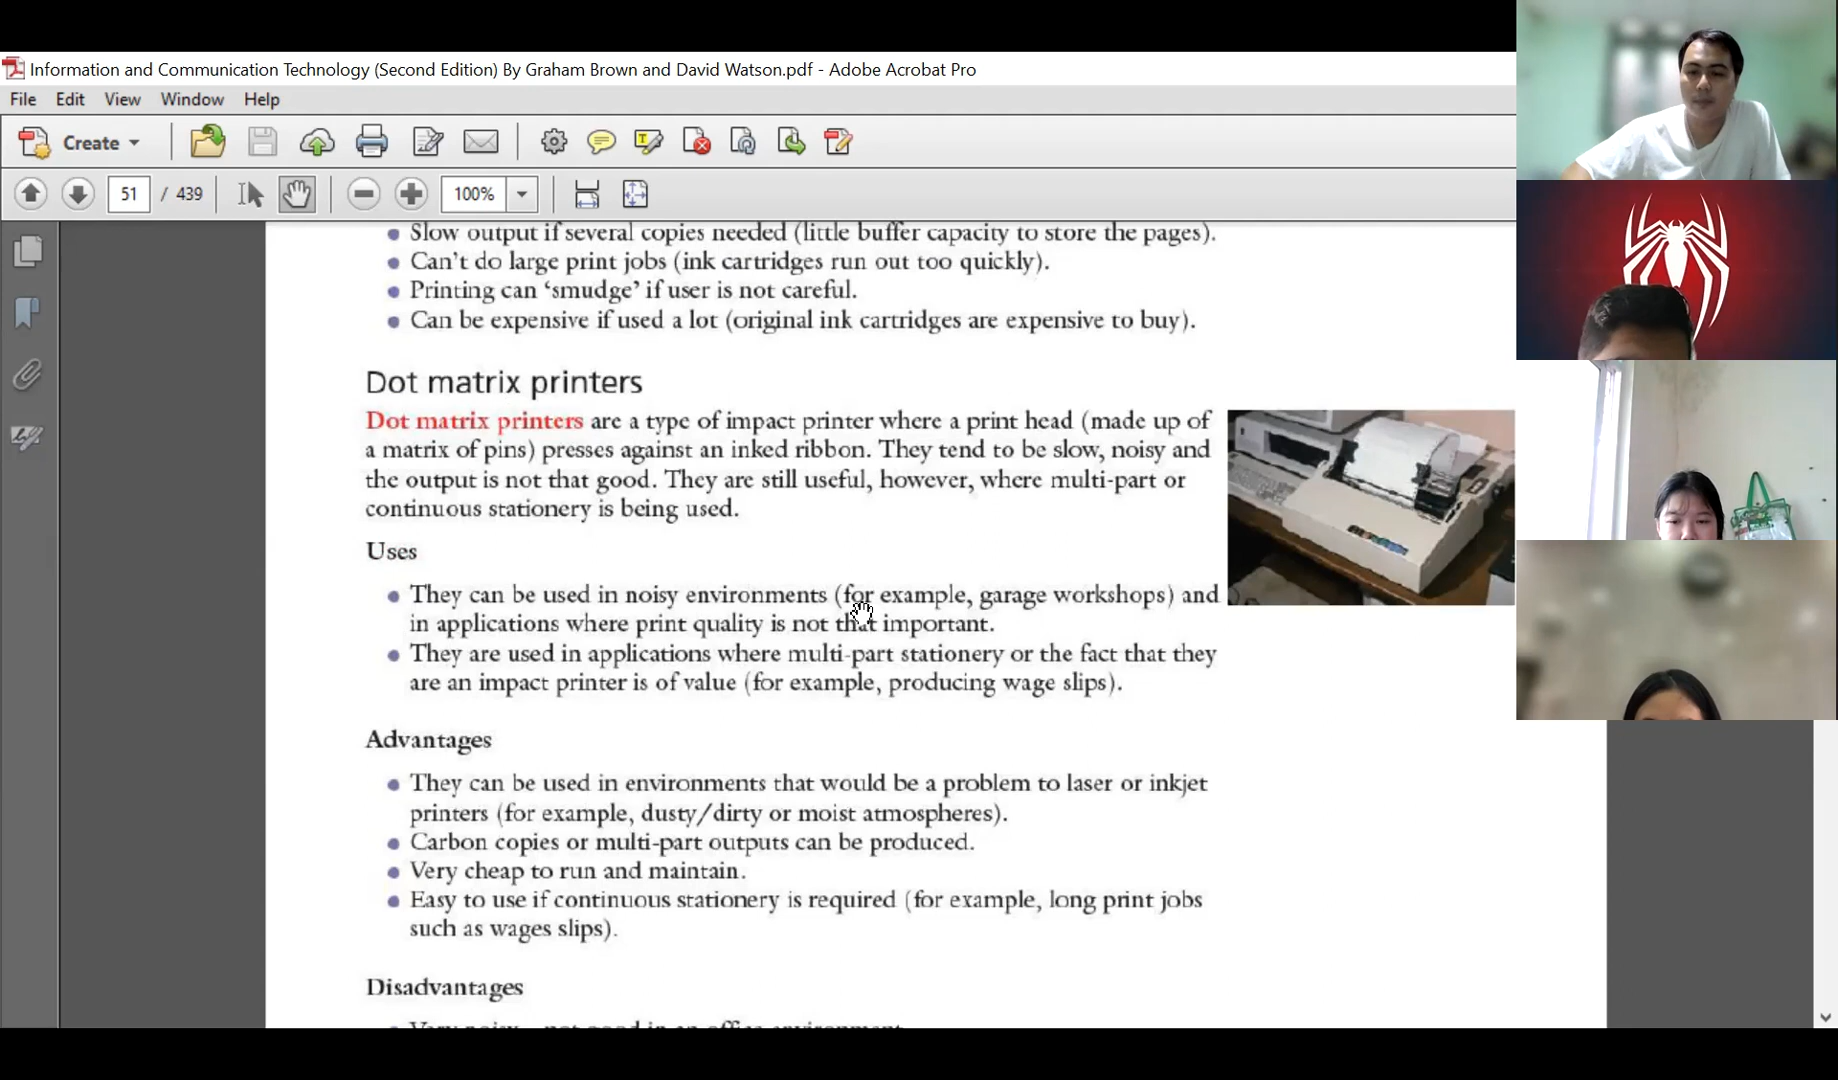 Information and Communication Technology (Second Edition) By Graham Brown and David Watson.pdf - Adobe Acrobat Pro
File Edit View Window Help
Create
51 / 439 100%
Slow output if several copies needed (little buffer capacity to store the pages).
Can't do large print jobs (ink cartridges run out too quickly).
Printing can 'smudge' if user is not careful.
Can be expensive if used a lot (original ink cartridges are expensive to buy).
Dot matrix printers
Dot matrix printers are a type of impact printer where a print head (made up of
a matrix of pins) presses against an inked ribbon. They tend to be slow, noisy and
the output is not that good. They are still useful, however, where multi-part or
continuous stationery is being used.
Uses
They can be used in noisy environments (for example, garage workshops) and
in applications where print quality is not that important.
They are used in applications where multi-part stationery or the fact that they
are an impact printer is of value (for example, producing wage slips).
Advantages
They can be used in environments that would be a problem to laser or inkjet
printers (for example, dusty/dirty or moist atmospheres).
Carbon copies or multi-part outputs can be produced.
Very cheap to run and maintain.
Easy to use if continuous stationery is required (for example, long print jobs
such as wages slips).
Disadvantages
Very noisy – not good in an office environment.